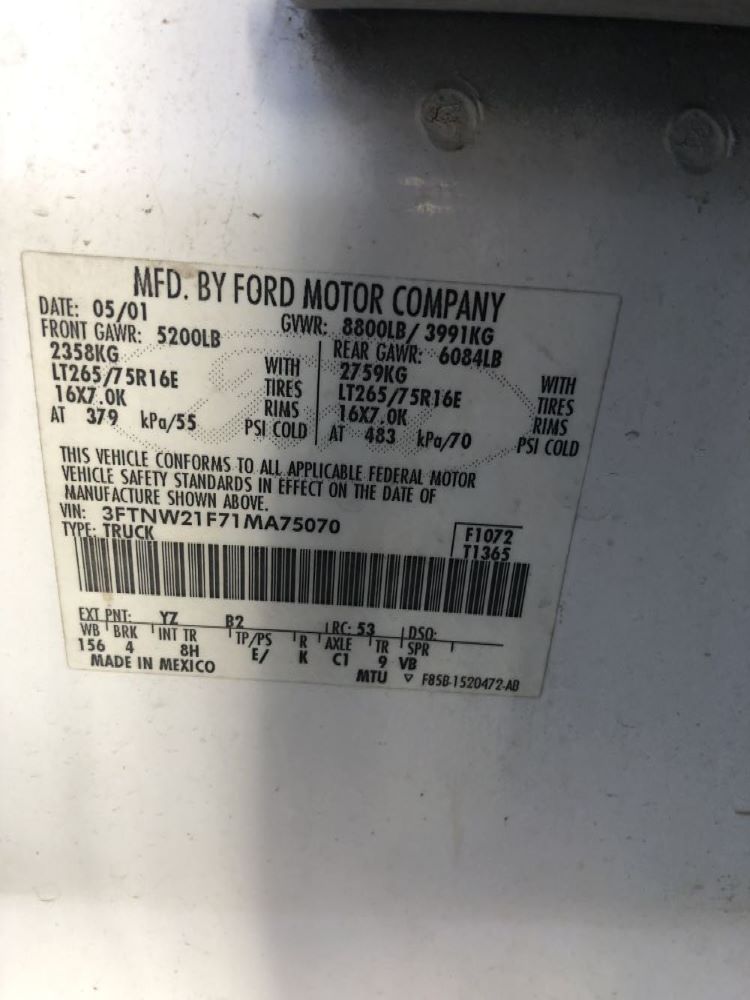 MFD. BY FORD MOTOR COMPANY
DATE: 05/01 GVWR: 8800LB/ 3991KG
FRONT GAWR: 5200LB REAR GAWR: 6084LB
2358KG WITH 2759KG WITH
LT265/75R16E TIRES LT265/75R16E TIRES
16X7.0K RIMS 16X7.0K RIMS
AT 379 kPa/55 PSI COLD AT 483 kPa/70 PSI COLD
THIS VEHICLE CONFORMS TO ALL APPLICABLE FEDERAL MOTOR
VEHICLE SAFETY STANDARDS IN EFFECT ON THE DATE OF
MANUFACTURE SHOWN ABOVE.
VIN: 3FTNW21F71MA75070 F1072
TYPE: TRUCK T1365
EXT PNT: YZ B2 RC: 53 DSO:
WB BRK INT TR TP/PS R AXLE TR SPR
156 4 8H E/ K C1 9 VB
MADE IN MEXICO MTU ▽ F85B-1520472-AB